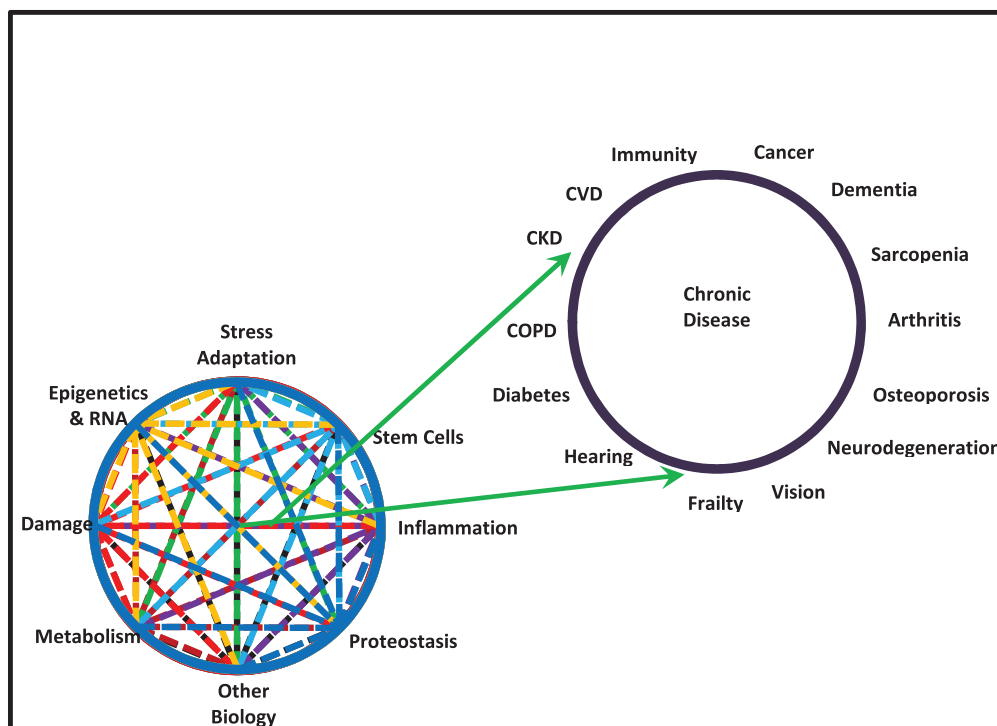 Immunity
Cancer
CVD
Dementia
CKD
Sarcopenia
Chronic
Disease
COPD
Arthritis
Stress
Adaptation
Diabetes
Osteoporosis
Epigenetics
& RNA
Stem Cells
Hearing
Neurodegeneration
Vision
Frailty
Damage
Inflammation
Metabolism
Proteostasis
Other
Biology